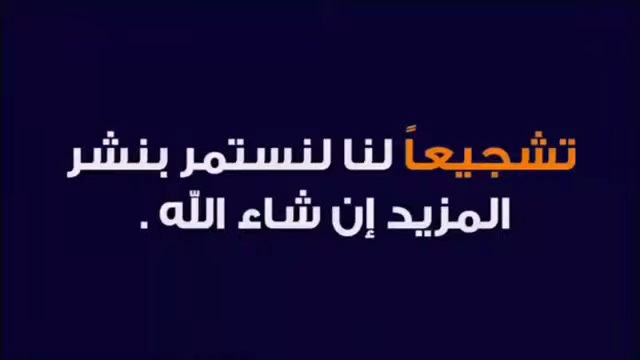 تشجيعاً لنا لنستمر بنشر
المزيد إن شاء الله .